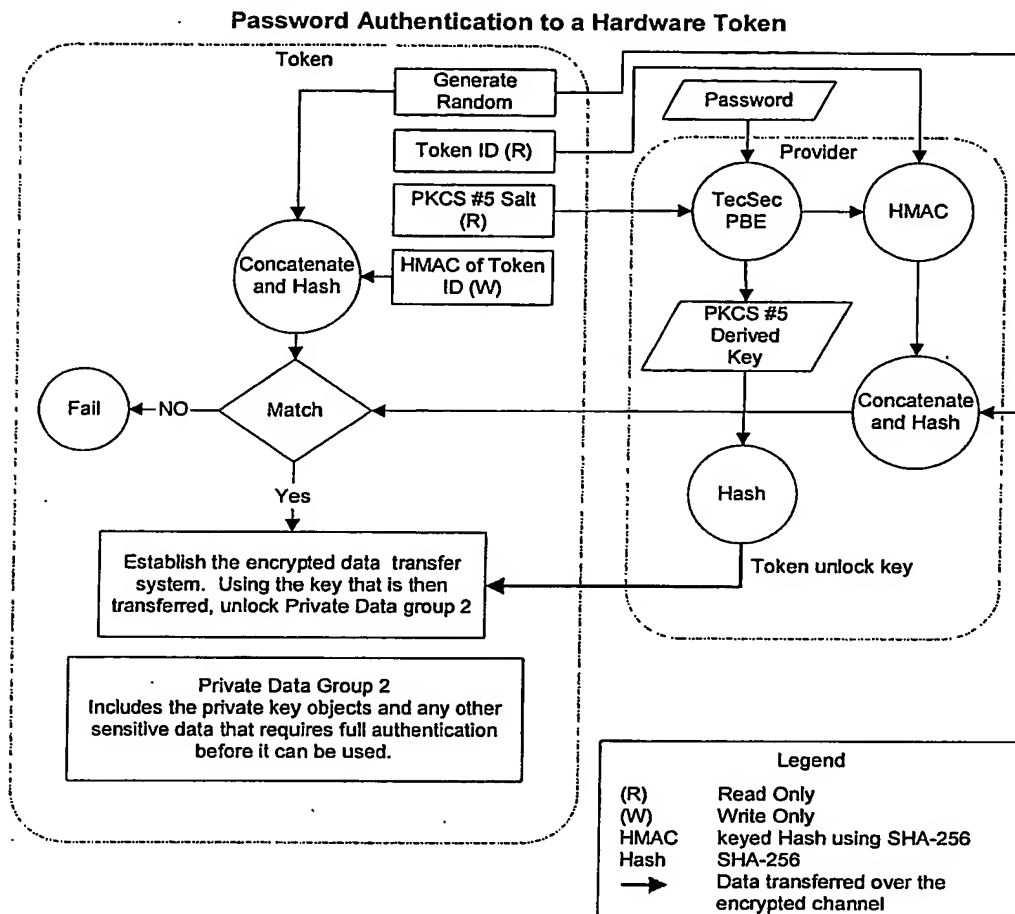 Password Authentication to a Hardware Token
Token
Generate
Random
Token ID (R)
PKCS #5 Salt
(R)
HMAC of Token
ID (W)
Concatenate
and Hash
Match
NO
Fail
Yes
Establish the encrypted data transfer
system. Using the key that is then
transferred, unlock Private Data group 2
Private Data Group 2
Includes the private key objects and any other
sensitive data that requires full authentication
before it can be used.
Password
Provider
TecSec
PBE
HMAC
PKCS #5
Derived
Key
Concatenate
and Hash
Hash
Token unlock key
Legend
(R) Read Only
(W) Write Only
HMAC keyed Hash using SHA-256
Hash SHA-256
Data transferred over the
encrypted channel